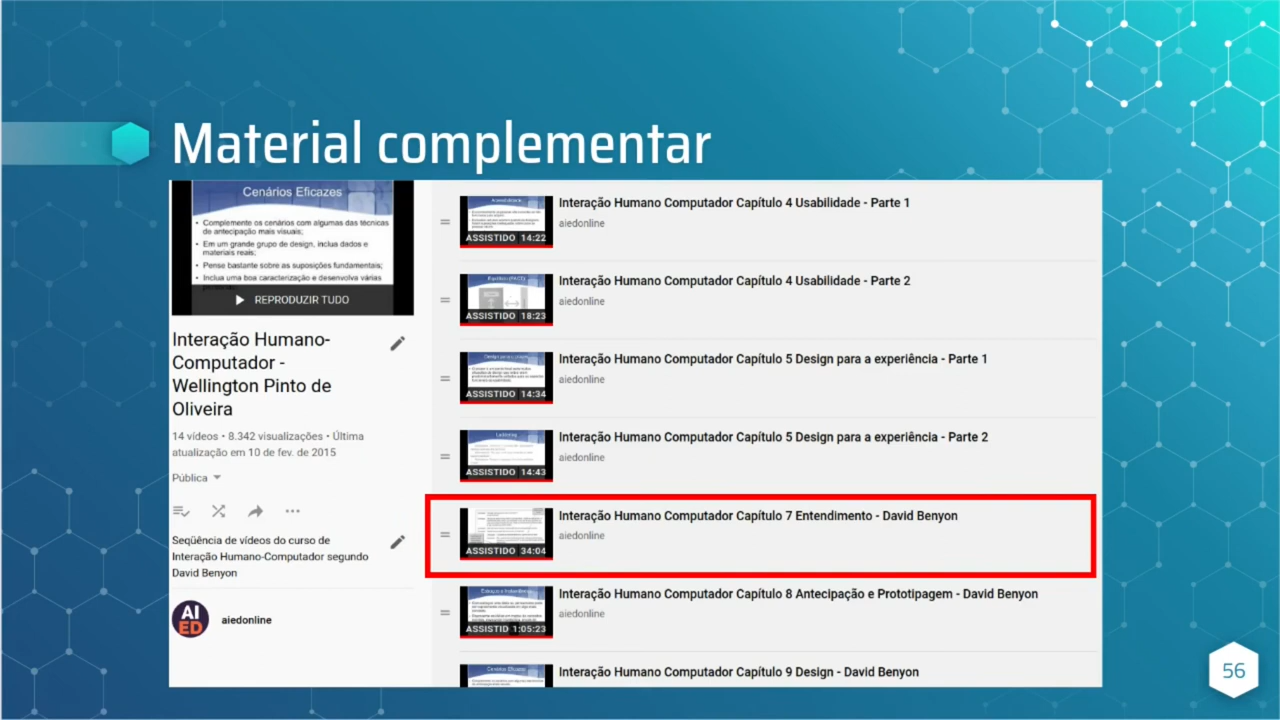 Material complementar
Cenários Eficazes
• Complemente os cenários com algumas das técnicas
de antecipação mais visuais;
• Em um grande grupo de design, inclua dados e
materiais reais;
• Pense bastante sobre as suposições fundamentais;
• Inclua uma boa caracterização e desenvolva várias
REPRODUZIR TUDO
Interação Humano-
Computador -
Wellington Pinto de
Oliveira
14 vídeos • 8.342 visualizações • Última
atualização em 10 de fev. de 2015
Pública
Seqüência de vídeos do curso de
Interação Humano-Computador segundo
David Benyon
AI
ED
aiedonline
ASSISTIDO 14:22
Interação Humano Computador Capítulo 4 Usabilidade - Parte 1
aiedonline
ASSISTIDO 18:23
Interação Humano Computador Capítulo 4 Usabilidade - Parte 2
aiedonline
ASSISTIDO 14:34
Interação Humano Computador Capítulo 5 Design para a experiência - Parte 1
aiedonline
ASSISTIDO 14:43
Interação Humano Computador Capítulo 5 Design para a experiência - Parte 2
aiedonline
ASSISTIDO 34:04
Interação Humano Computador Capítulo 7 Entendimento - David Benyon
aiedonline
ASSISTID 1:05:23
Interação Humano Computador Capítulo 8 Antecipação e Prototipagem - David Benyon
aiedonline
Cenários Eficazes
Interação Humano Computador Capítulo 9 Design - David Benyon
56